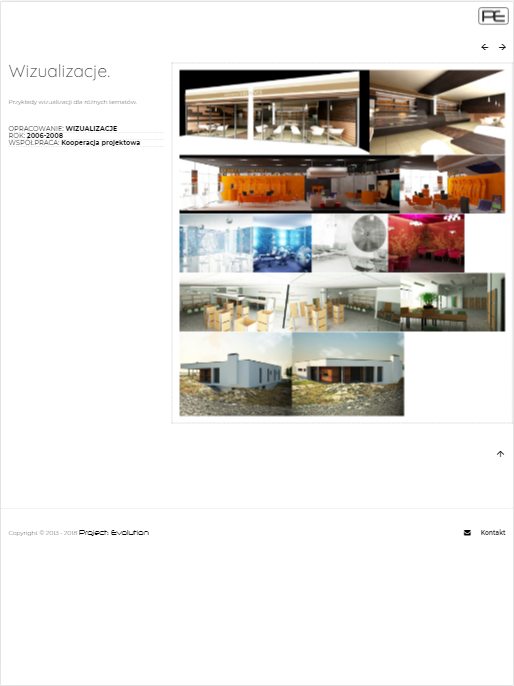 PE
Wizualizacje.
Przykłady wizualizacji dla różnych tematów.
OPRACOWANIE: WIZUALIZACJE
ROK: 2006-2008
WSPÓŁPRACA: Kooperacja projektowa
Copyright © 2013 - 2018 Project Evolution
Kontakt